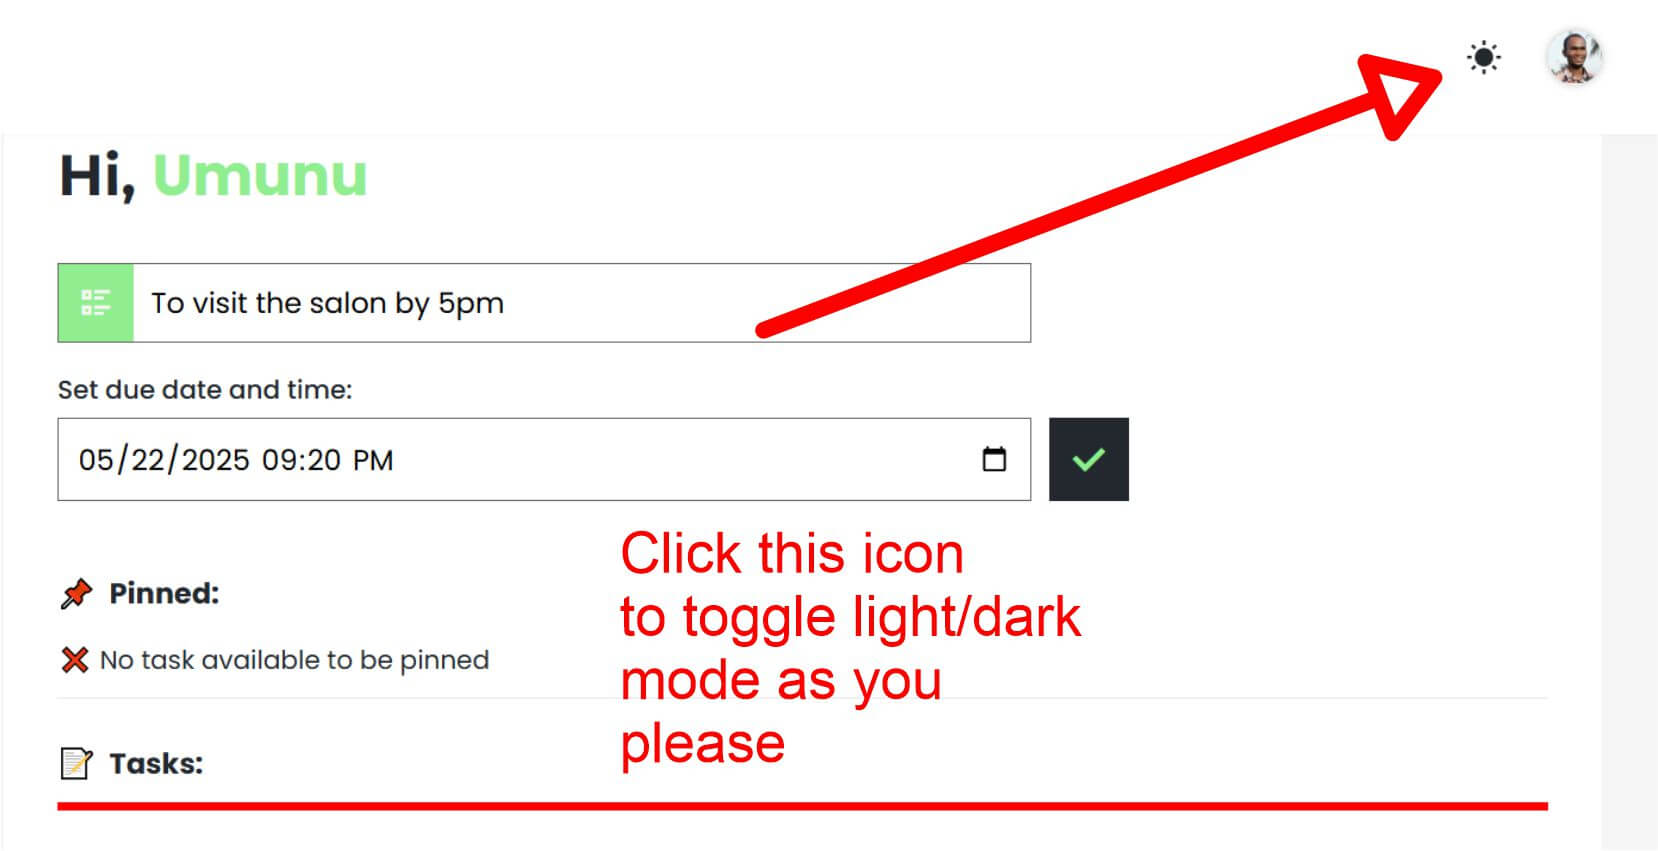 Hi, Umunu
To visit the salon by 5pm
Set due date and time:
05/22/2025 09:20 PM
Pinned:
No task available to be pinned
Tasks:
Click this icon
to toggle light/dark
mode as you
please